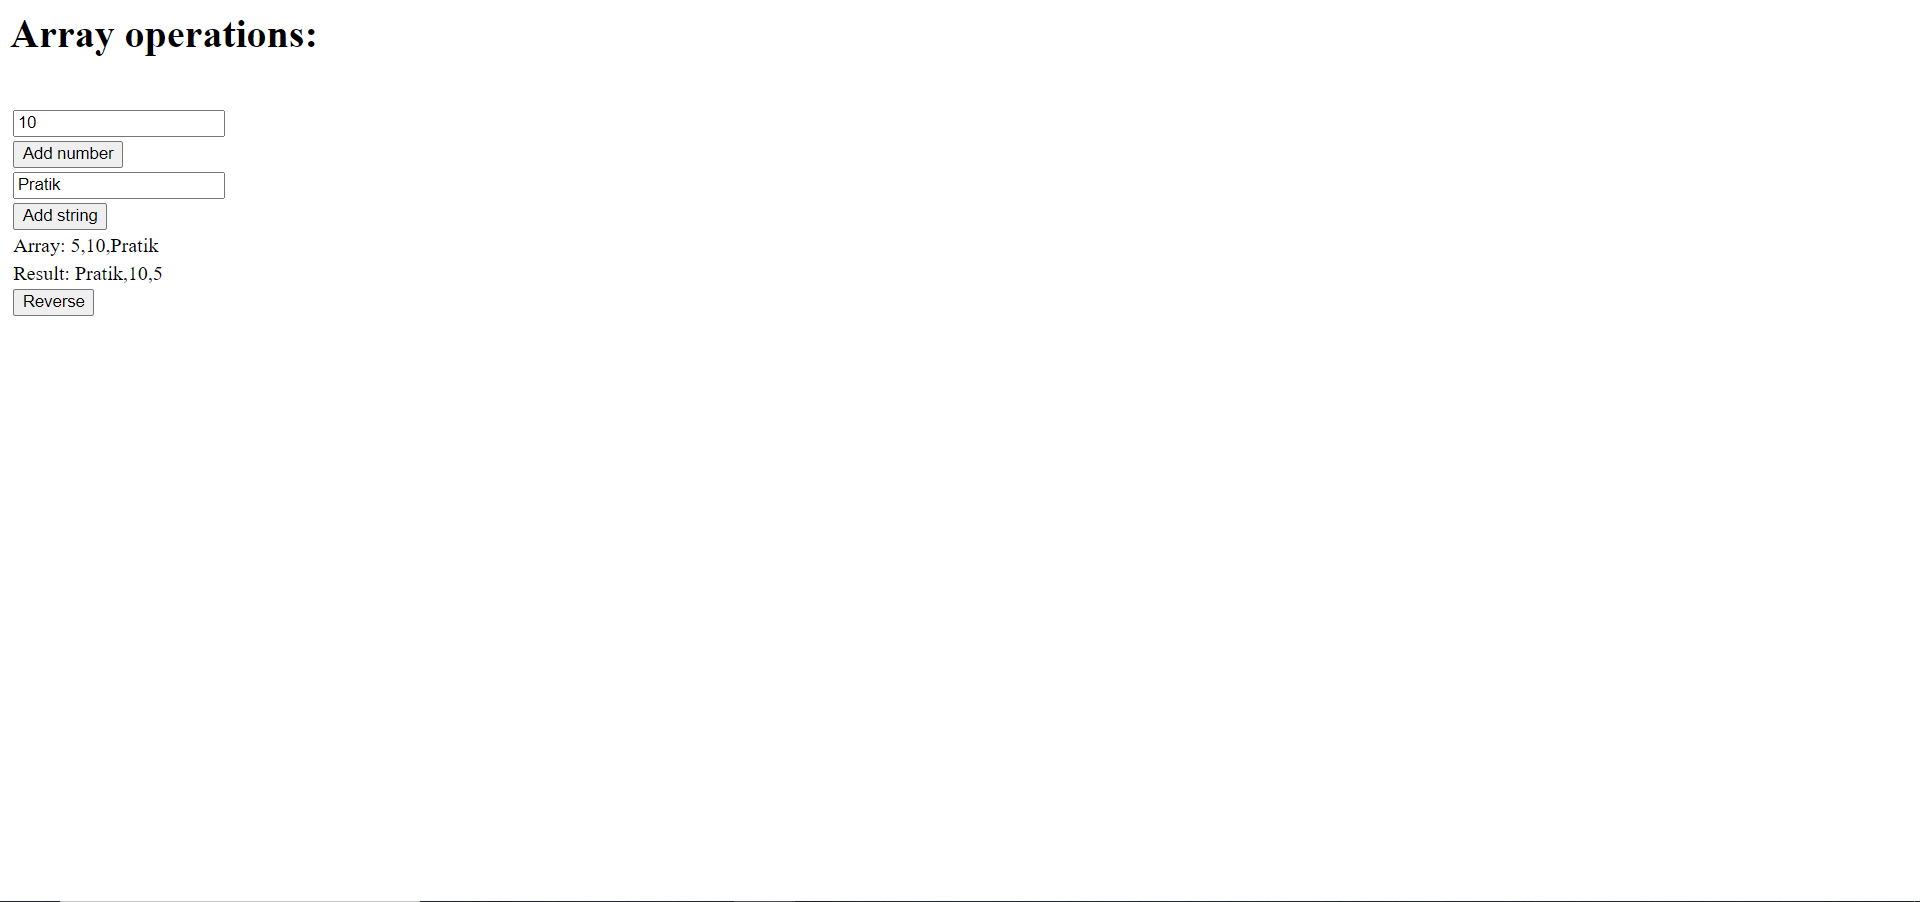 Array operations:
10
Add number
Pratik
Add string
Array: 5,10,Pratik
Result: Pratik,10,5
Reverse